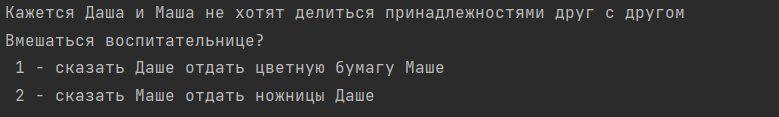 Кажется Даша и Маша не хотят делиться принадлежностями друг с другом
Вмешаться воспитательнице?
1 - сказать Даше отдать цветную бумагу Маше
2 - сказать Маше отдать ножницы Даше